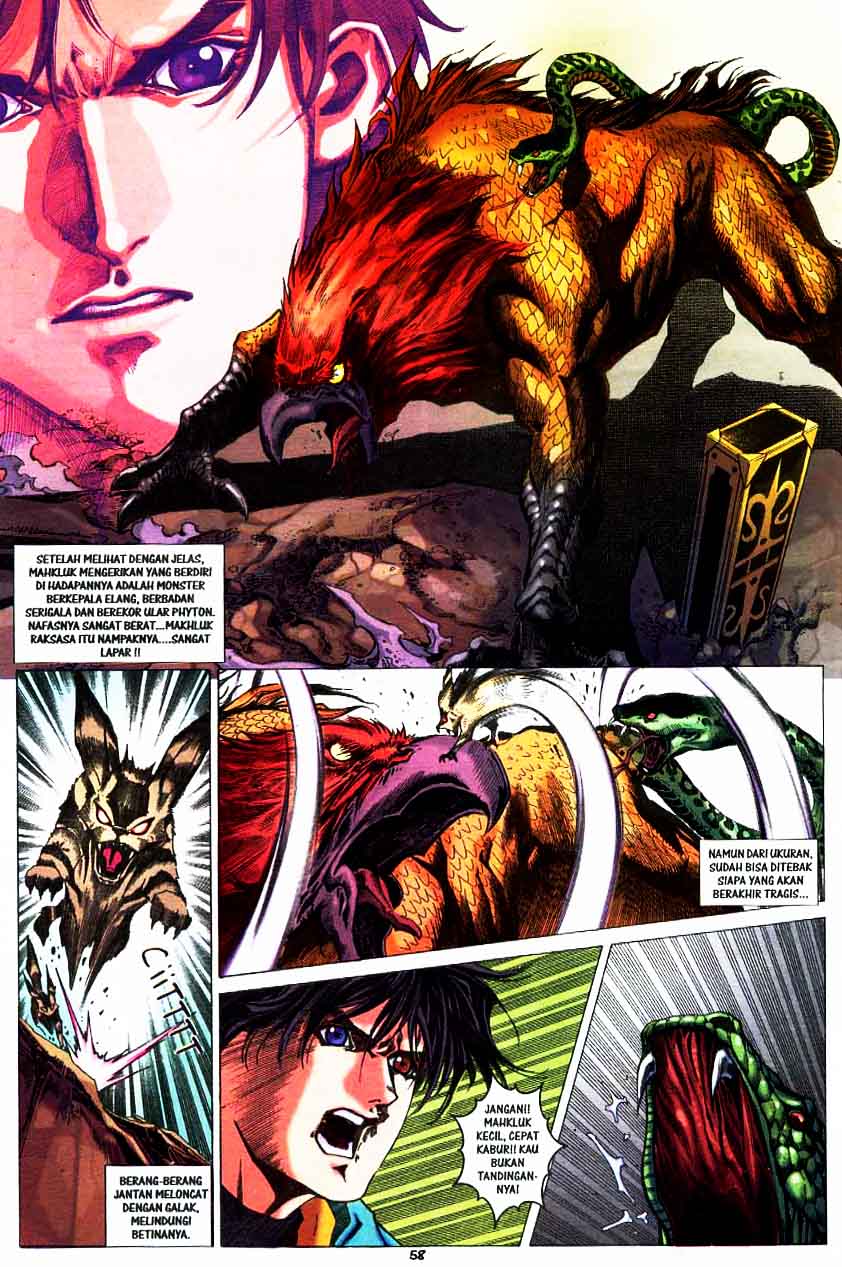 SETELAH MELIHAT DENGAN JELAS,
MAHKLUK MENGERIKAN YANG BERDIRI
DI HADAPANNYA ADALAH MONSTER
BERKEPALA ELANG, BERBADAN
SERIGALA DAN BEREKOR ULAR PHYTON.
NAFASNYA SANGAT BERAT...MAKHLUK
RAKSASA ITU NAMPAKNYA....SANGAT
LAPAR !!
CIITTTT
BERANG-BERANG
JANTAN MELONCAT
DENGAN GALAK,
MELINDUNGI
BETINANYA.
NAMUN DARI UKURAN,
SUDAH BISA DITEBAK
SIAPA YANG AKAN
BERAKHIR TRAGIS...
JANGAN!!
MAHKLUK
KECIL, CEPAT
KABUR!! KAU
BUKAN
TANDINGAN-
NYA!
58